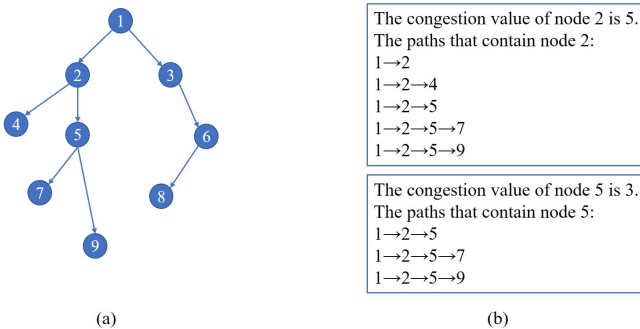 1
2
3
4
5
6
7
8
9
(a)
The congestion value of node 2 is 5.
The paths that contain node 2:
1→2
1→2→4
1→2→5
1→2→5→7
1→2→5→9
The congestion value of node 5 is 3.
The paths that contain node 5:
1→2→5
1→2→5→7
1→2→5→9
(b)